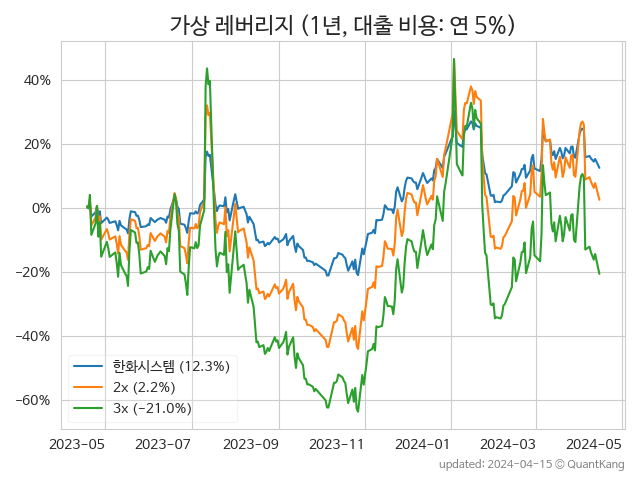 가상 레버리지 (1년, 대출 비용: 연 5%)
40%
20%
0%
−20%
−40%
−60%
한화시스템 (12.3%)
2x (2.2%)
3x (-21.0%)
2023-05 2023-07 2023-09 2023-11 2024-01 2024-03 2024-05
updated: 2024-04-15 © QuantKang